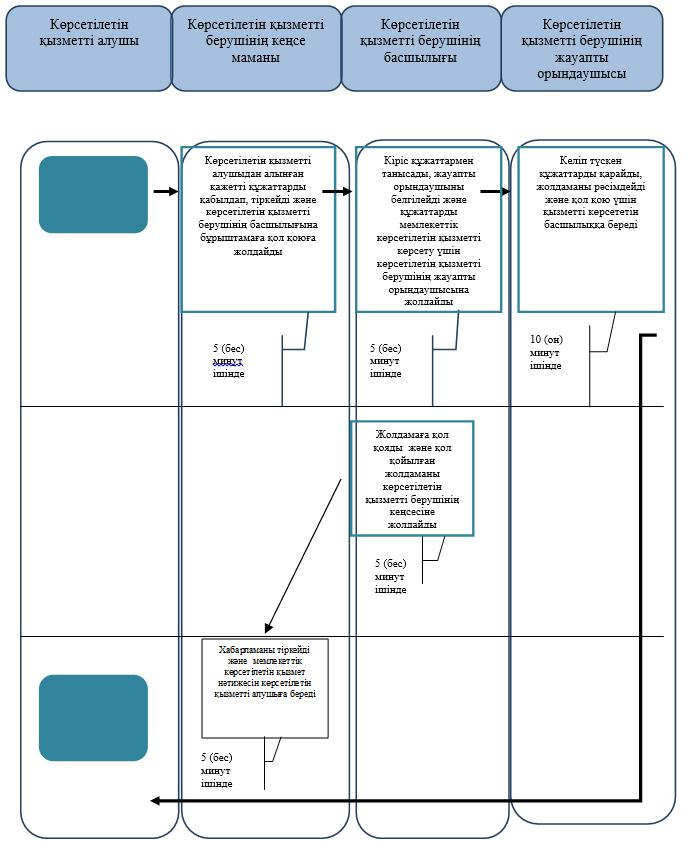 Көрсетілетін
қызметті алушы
Көрсетілетін қызметті
берушінің кеңсе
маманы
Көрсетілетін
қызметті берушінің
басшылығы
Көрсетілетін
қызметті берушінің
жауапты
орындаушысы
Көрсетілетін қызметті
алушыдан алынған
қажетті құжаттарды
қабылдап, тіркейді және
көрсетілетін қызметті
берушінің басшылығына
бұрыштамаға қол қоюға
жолдайды
Кіріс құжаттармен
танысады, жауапты
орындаушыны
белгілейді және
құжаттарды
мемлекеттік
көрсетілетін қызметті
көрсету үшін
көрсетілетін қызметті
берушінің жауапты
орындаушысына
жолдайды
Келіп түскен
құжаттарды қарайды,
жолдаманы ресімдейді
және қол қою үшін
қызметті көрсететін
басшылыққа береді
5 (бес)
минут
ішінде
5 (бес)
минут
ішінде
10 (он)
минут
ішінде
Жолдамаға қол
қояды және қол
қойылған
жолдаманы
көрсетілетін
қызметті берушінің
кеңсесіне
жолдайды
5 (бес)
минут
ішінде
Хабарламаны тіркейді
және мемлекеттік
көрсетілетін қызмет
нәтижесін көрсетілетін
қызметті алушыға береді
5 (бес)
минут
ішінде